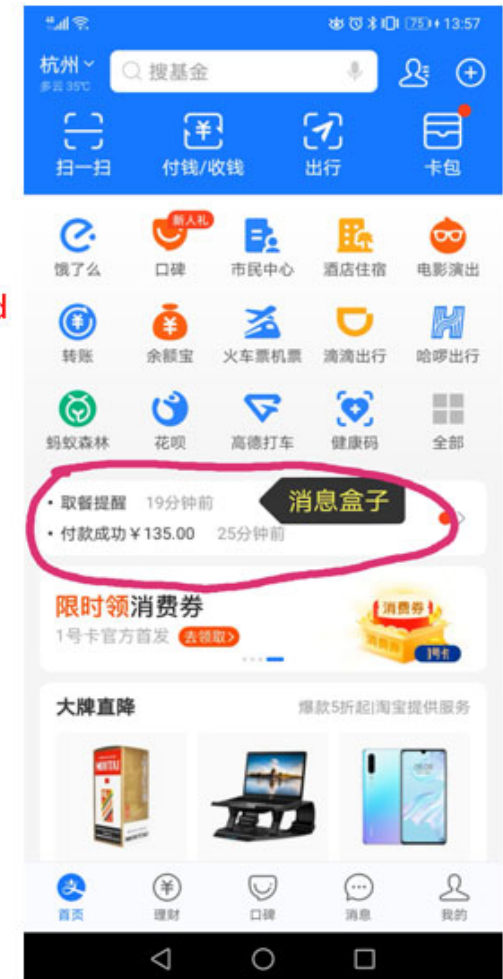 75 13:57
杭州
多云 35℃
搜基金
扫一扫 付钱/收钱 出行 卡包
新人礼
饿了么 口碑 市民中心 酒店住宿 电影演出
d
转账 余额宝 火车票机票 滴滴出行 哈啰出行
蚂蚁森林 花呗 高德打车 健康码 全部
· 取餐提醒 19分钟前
消息盒子
· 付款成功￥135.00 25分钟前
限时领消费券
1号卡官方首发 去领取>
消费券
1号卡
大牌直降 爆款5折起|淘宝提供服务
首页 理财 口碑 消息 我的